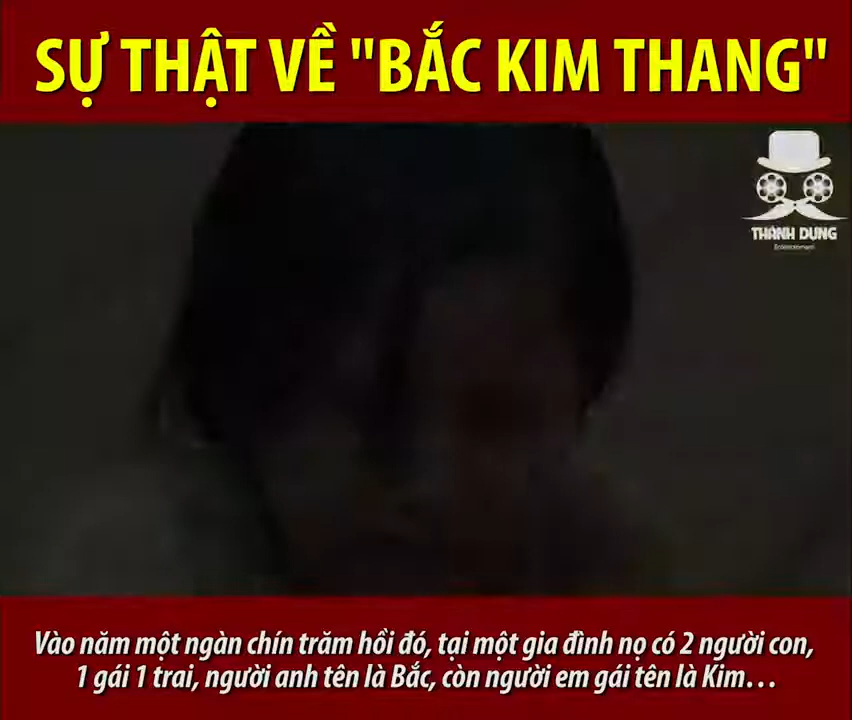 SỰ THẬT VỀ "BẮC KIM THANG"
THÀNH DỰNG
Entertainment
Vào năm một ngàn chín trăm hồi đó, tại một gia đình nọ có 2 người con,
1 gái 1 trai, người anh tên là Bắc, còn người em gái tên là Kim...